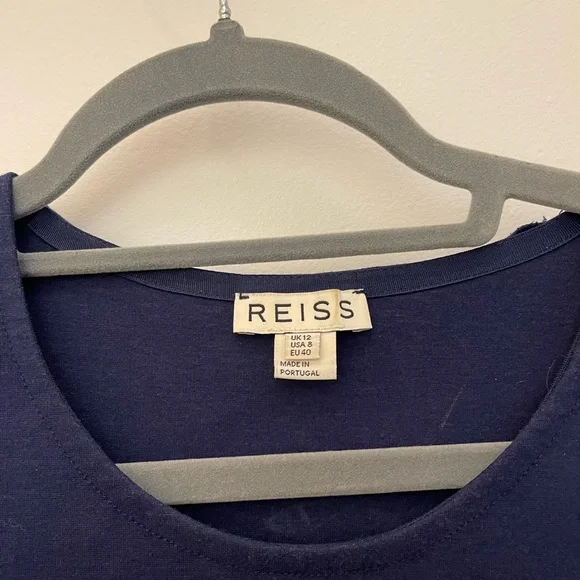 REISS
UK 12
USA 8
EU 40
MADE IN
PORTUGAL